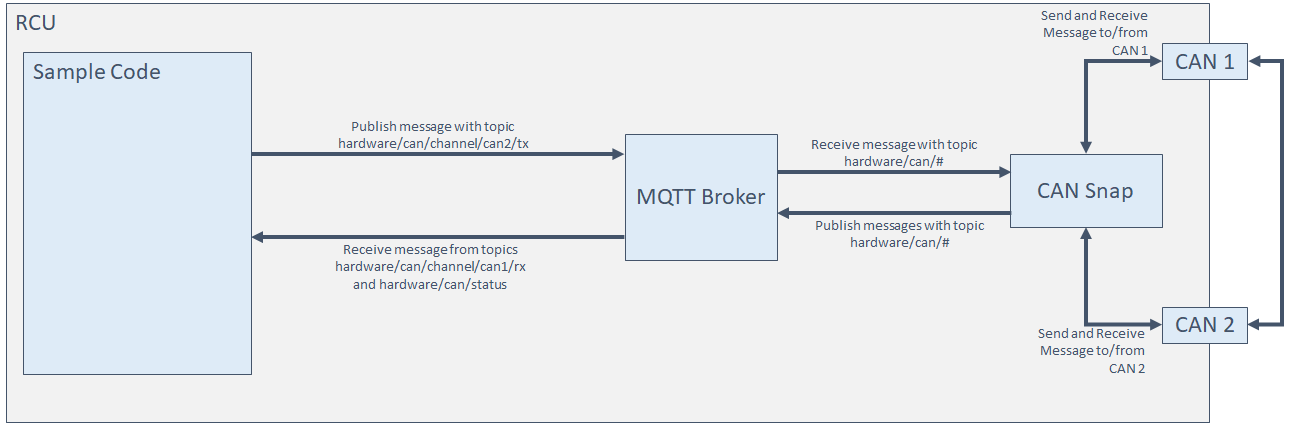 RCU
Sample Code
Publish message with topic
hardware/can/channel/can2/tx
Receive message from topics
hardware/can/channel/can1/rx
and hardware/can/status
MQTT Broker
Receive message with topic
hardware/can/#
Publish messages with topic
hardware/can/#
CAN Snap
Send and Receive
Message to/from
CAN 1
CAN 1
Send and Receive
Message to/from
CAN 2
CAN 2